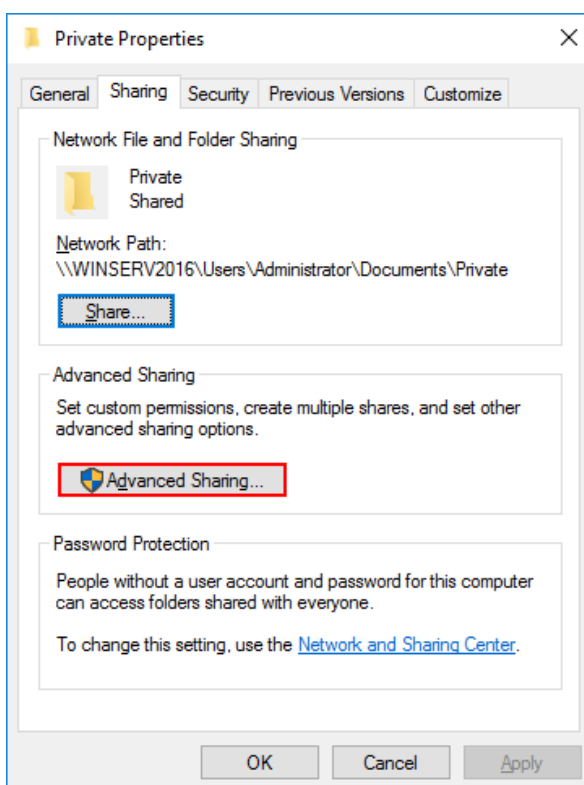 Private Properties
General Sharing Security Previous Versions Customize
Network File and Folder Sharing
Private
Shared
Network Path:
\\WINSERV2016\Users\Administrator\Documents\Private
Share...
Advanced Sharing
Set custom permissions, create multiple shares, and set other
advanced sharing options.
Advanced Sharing...
Password Protection
People without a user account and password for this computer
can access folders shared with everyone.
To change this setting, use the Network and Sharing Center.
OK Cancel Apply